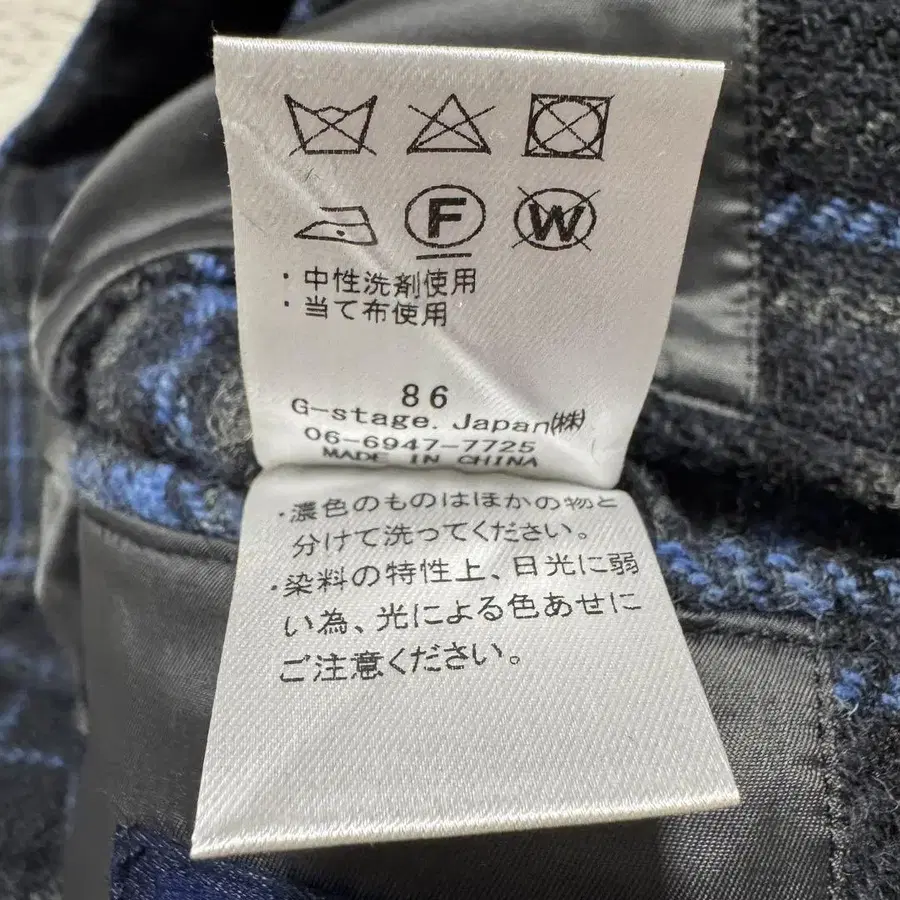 F W
・中性洗剤使用
・当て布使用
86
G-stage. Japan㈱
06-6947-7725
MADE IN CHINA
・濃色のものはほかの物と
分けて洗ってください。
・染料の特性上、日光に弱
い為、光による色あせに
ご注意ください。